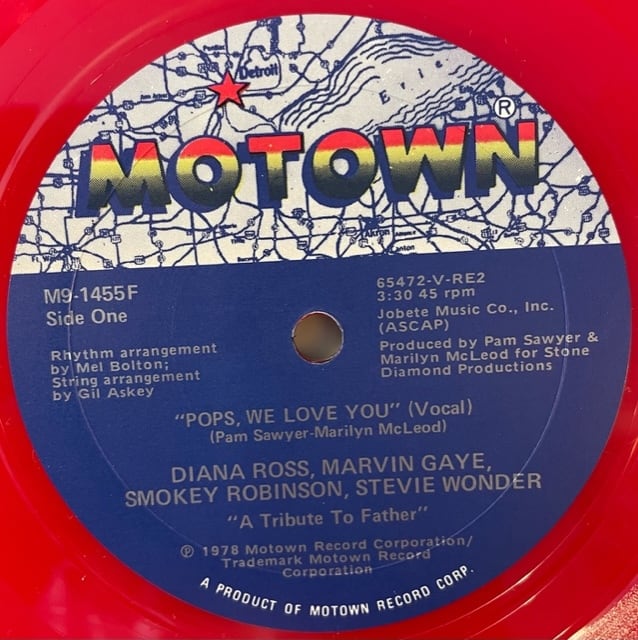 Detroit
Erie
MOTOWN®
Akron
Canton
M9-1455F
Side One
65472-V-RE2
3:30 45 rpm
Jobete Music Co., Inc.
(ASCAP)
Produced by Pam Sawyer &
Marilyn McLeod for Stone
Diamond Productions
Rhythm arrangement
by Mel Bolton;
String arrangement
by Gil Askey
"POPS, WE LOVE YOU" (Vocal)
(Pam Sawyer-Marilyn McLeod)
DIANA ROSS, MARVIN GAYE,
SMOKEY ROBINSON, STEVIE WONDER
"A Tribute To Father"
℗ 1978 Motown Record Corporation/
Trademark Motown Record
Corporation
A PRODUCT OF MOTOWN RECORD CORP.